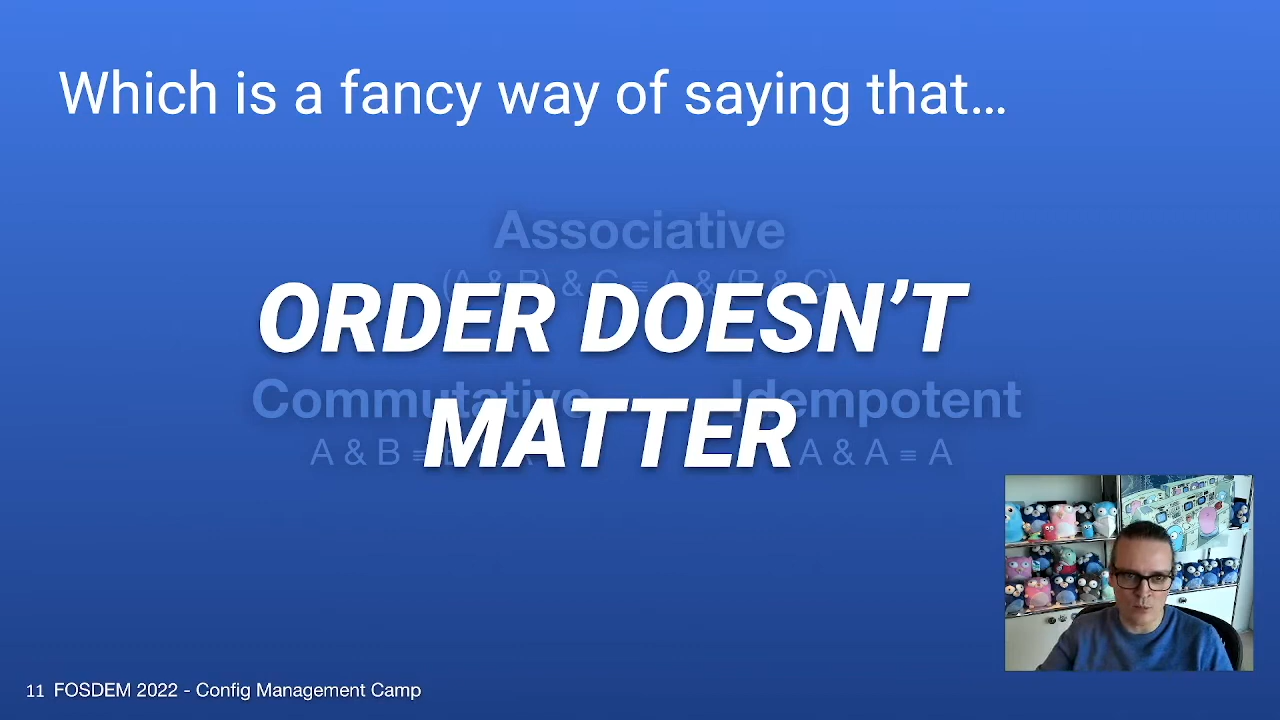 Which is a fancy way of saying that…
Associative
(A & B) & C ≡ A & (B & C)
ORDER DOESN’T
Commutative Idempotent
MATTER
A & B ≡ A & A ≡ A
11 FOSDEM 2022 - Config Management Camp